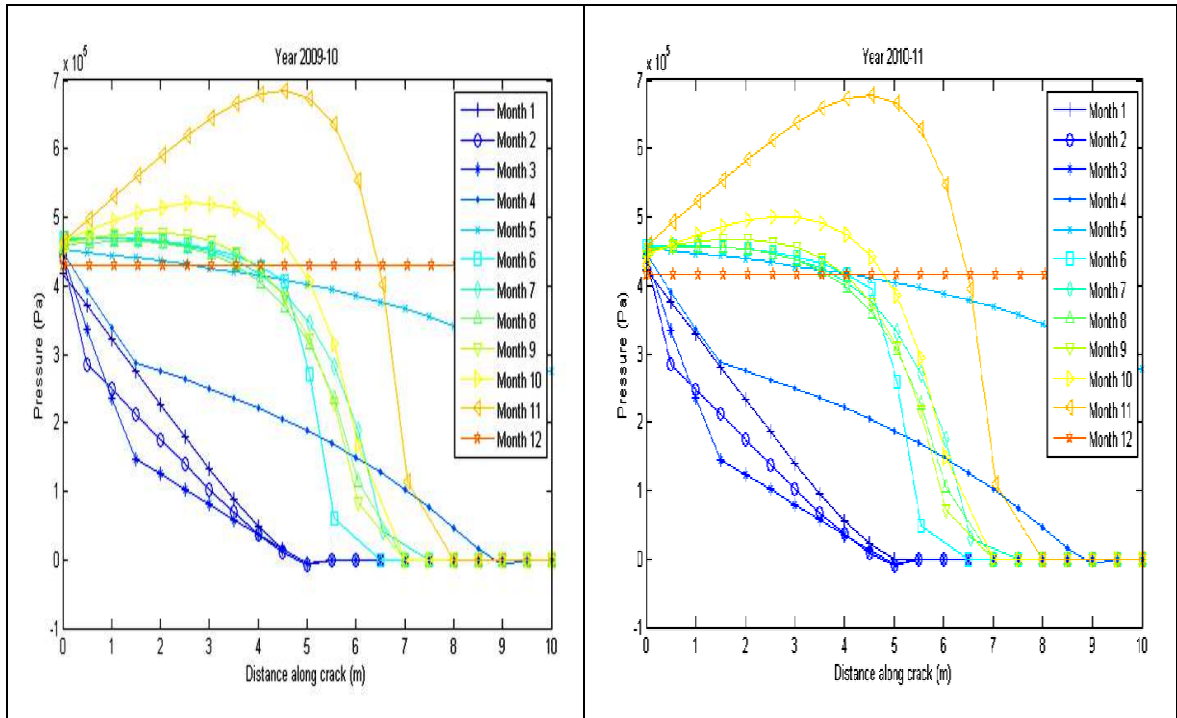 Year 2009-10
x 10^5
7
6
5
4
3
2
1
0
-1
Pressure (Pa)
0 1 2 3 4 5 6 7 8 9 10
Distance along crack (m)
Month 1
Month 2
Month 3
Month 4
Month 5
Month 6
Month 7
Month 8
Month 9
Month 10
Month 11
Month 12
Year 2010-11
x 10^5
7
6
5
4
3
2
1
0
-1
Pressure (Pa)
0 1 2 3 4 5 6 7 8 9 10
Distance along crack (m)
Month 1
Month 2
Month 3
Month 4
Month 5
Month 6
Month 7
Month 8
Month 9
Month 10
Month 11
Month 12